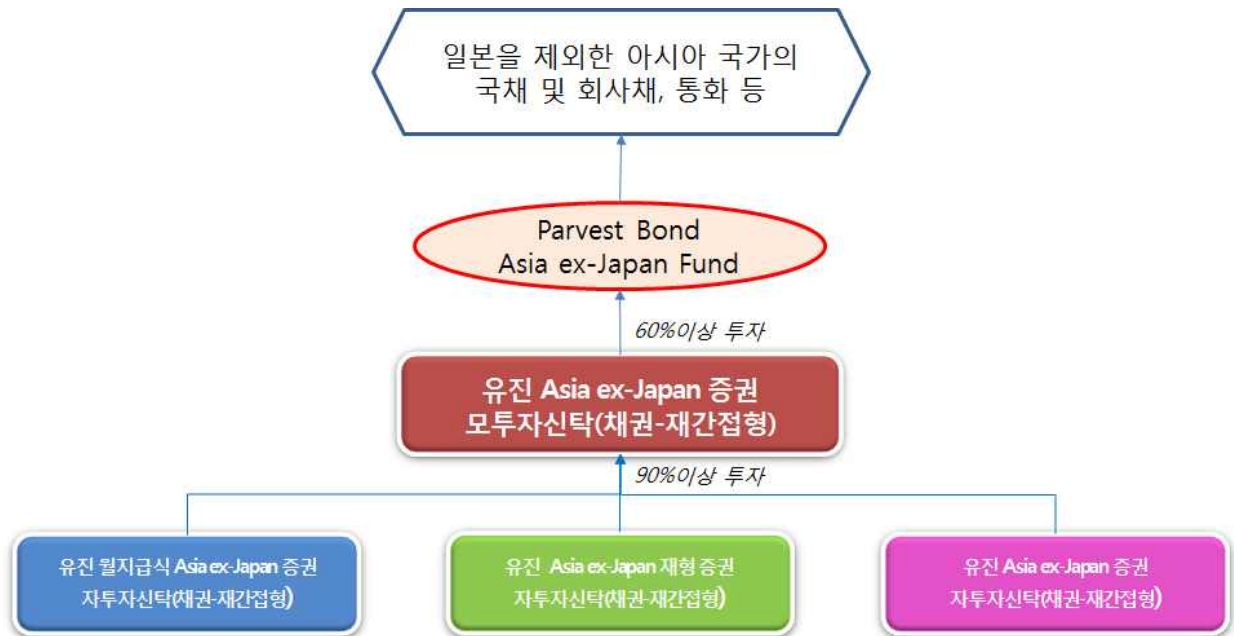 일본을 제외한 아시아 국가의
국채 및 회사채, 통화 등
Parvest Bond
Asia ex-Japan Fund
60%이상 투자
유진 Asia ex-Japan 증권
모투자신탁(채권-재간접형)
90%이상 투자
유진 월지급식 Asia ex-Japan 증권
자투자신탁(채권-재간접형)
유진 Asia ex-Japan 재형 증권
자투자신탁(채권-재간접형)
유진 Asia ex-Japan 증권
자투자신탁(채권-재간접형)